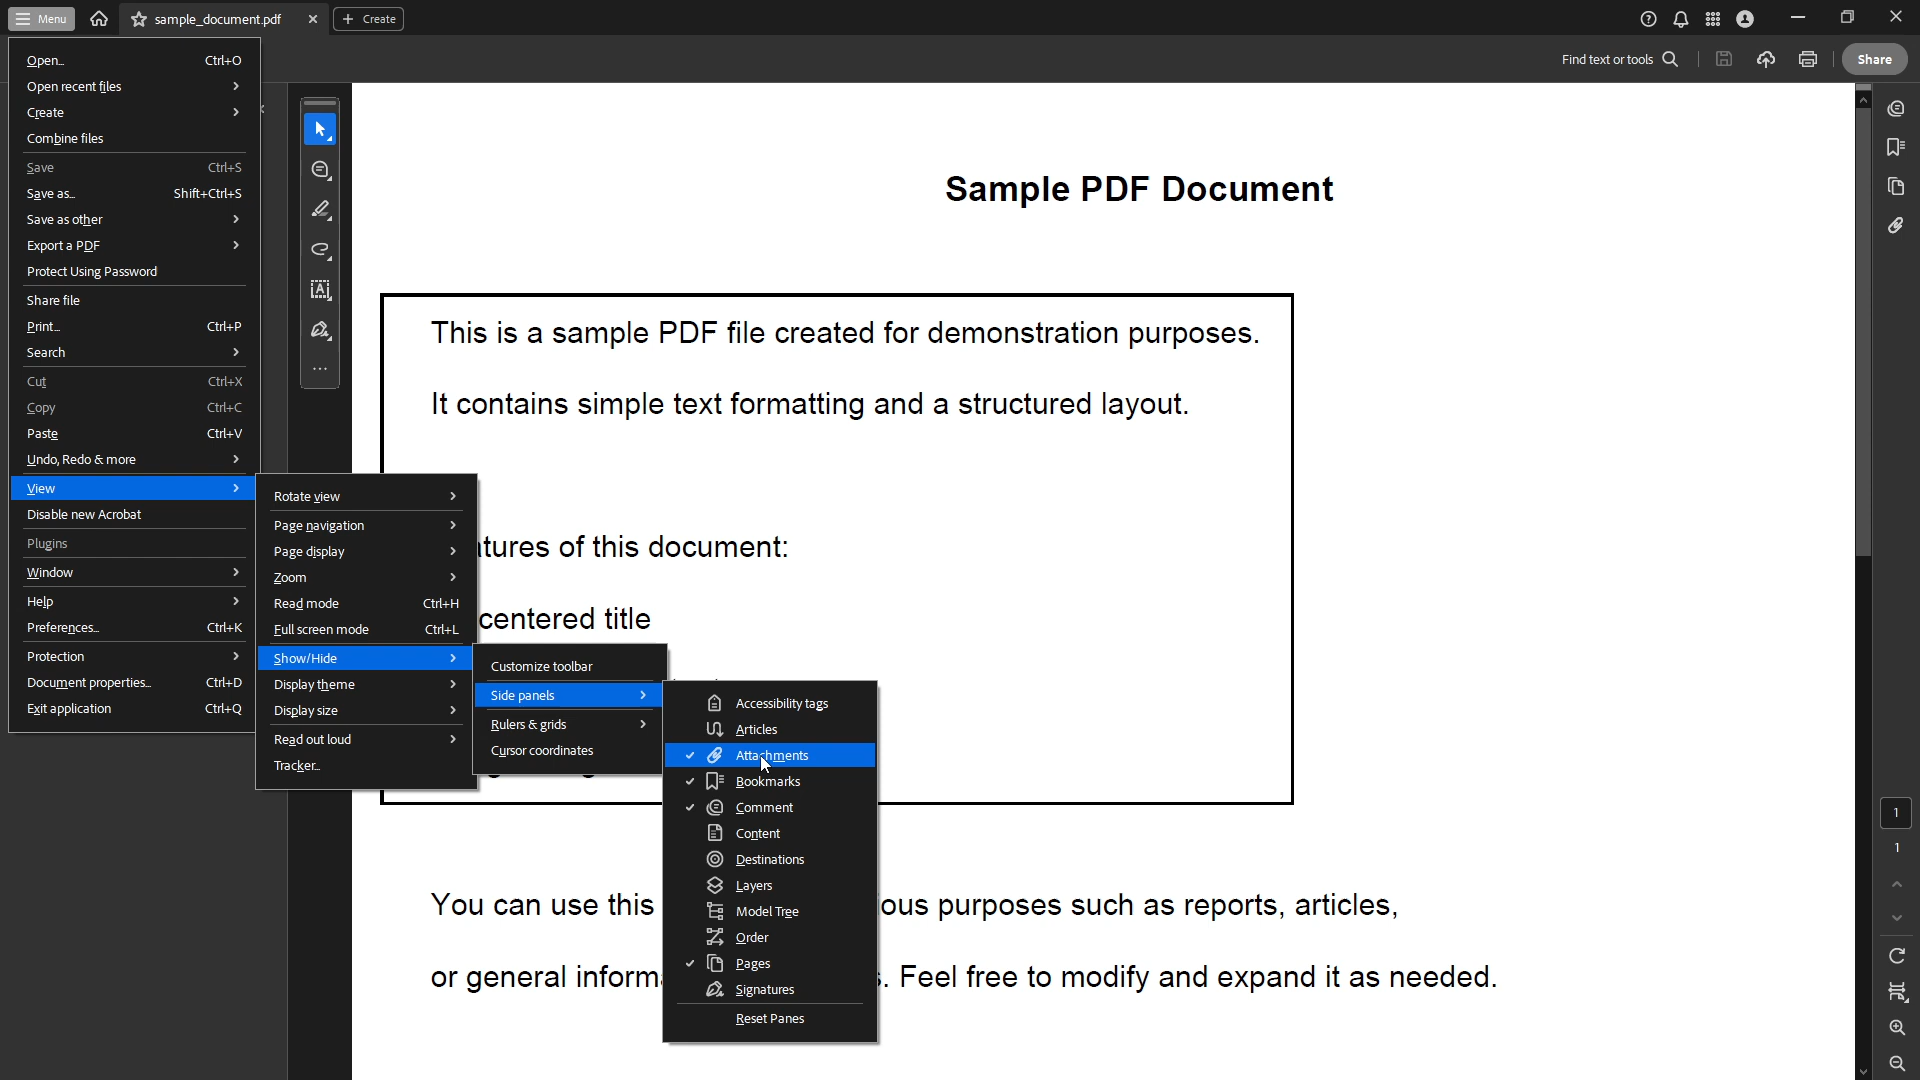 Menu
sample_document.pdf
Create
Find text or tools
Share
Open... Ctrl+O
Open recent files
Create
Combine files
Save Ctrl+S
Save as... Shift+Ctrl+S
Save as other
Export a PDF
Protect Using Password
Share file
Print... Ctrl+P
Search
Cut Ctrl+X
Copy Ctrl+C
Paste Ctrl+V
Undo, Redo & more
View
Disable new Acrobat
Plugins
Window
Help
Preferences... Ctrl+K
Protection
Document properties... Ctrl+D
Exit application Ctrl+Q
Rotate view
Page navigation
Page display
Zoom
Read mode Ctrl+H
Full screen mode Ctrl+L
Show/Hide
Display theme
Display size
Read out loud
Tracker...
Customize toolbar
Side panels
Rulers & grids
Cursor coordinates
Accessibility tags
Articles
Attachments
Bookmarks
Comment
Content
Destinations
Layers
Model Tree
Order
Pages
Signatures
Reset Panes
Sample PDF Document
This is a sample PDF file created for demonstration purposes.
It contains simple text formatting and a structured layout.
tures of this document:
centered title
You can use this ious purposes such as reports, articles,
or general informa . Feel free to modify and expand it as needed.
1
1